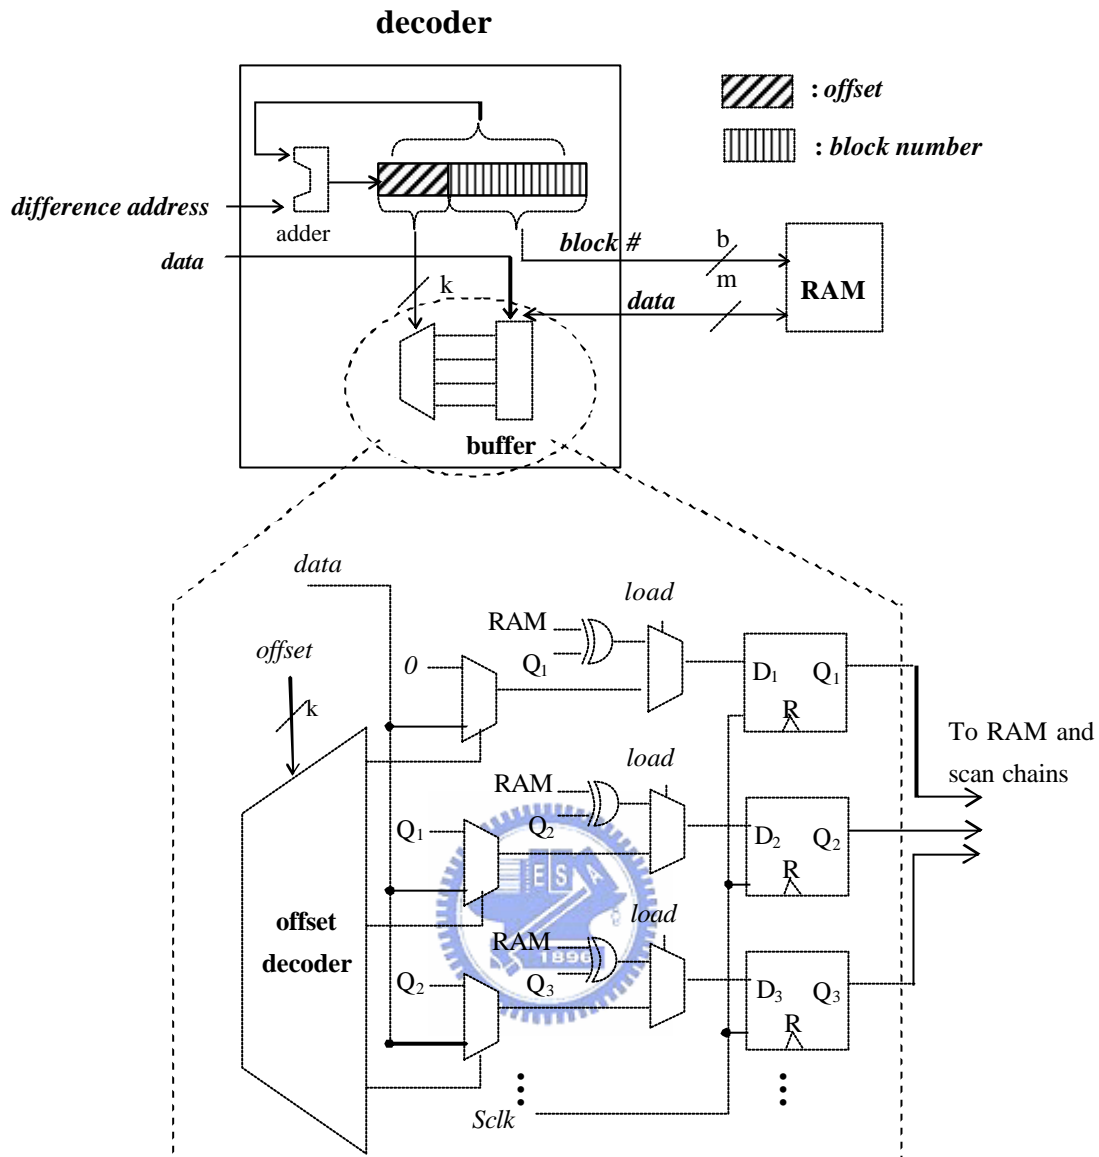 decoder
: offset
: block number
difference address
adder
data
block #
b
m
k
data
RAM
buffer
data
load
RAM
Q1
offset
0
k
D1
Q1
R
To RAM and
scan chains
load
RAM
Q1
Q2
D2
Q2
R
ESA
offset
decoder
load
RAM
1896
Q2
Q3
D3
Q3
R
Sclk